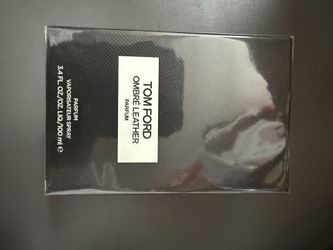 TOM FORD
OMBRÉ LEATHER
PARFUM
PARFUM
VAPORISATEUR SPRAY
3.4 FL.OZ./OZ. LIQ./100 ml ℮